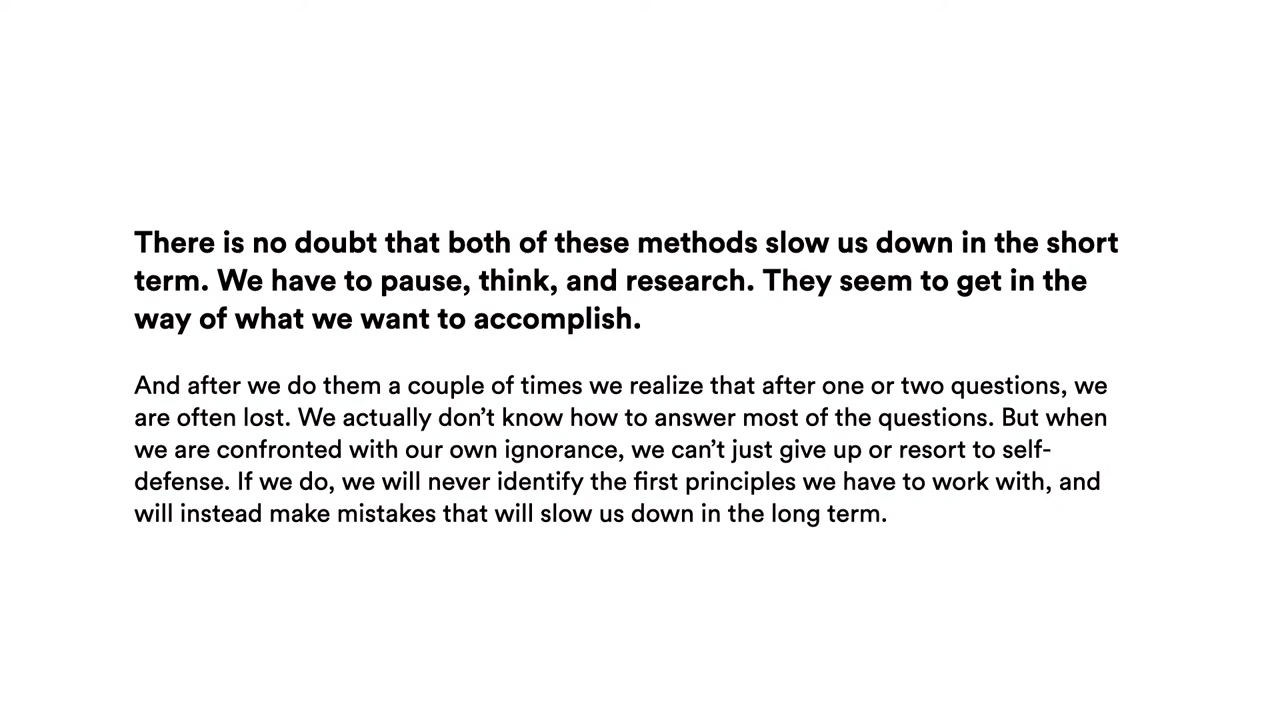 There is no doubt that both of these methods slow us down in the short
term. We have to pause, think, and research. They seem to get in the
way of what we want to accomplish.
And after we do them a couple of times we realize that after one or two questions, we
are often lost. We actually don’t know how to answer most of the questions. But when
we are confronted with our own ignorance, we can’t just give up or resort to self-
defense. If we do, we will never identify the first principles we have to work with, and
will instead make mistakes that will slow us down in the long term.